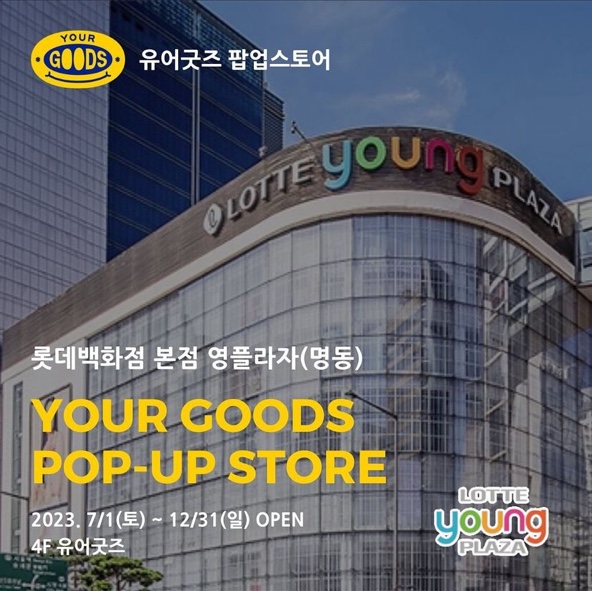 YOUR
GOODS
유어굿즈 팝업스토어
LOTTE young PLAZA
롯데백화점 본점 영플라자(명동)
YOUR GOODS
POP-UP STORE
2023. 7/1(토) ~ 12/31(일) OPEN
4F 유어굿즈
LOTTE
young
PLAZA